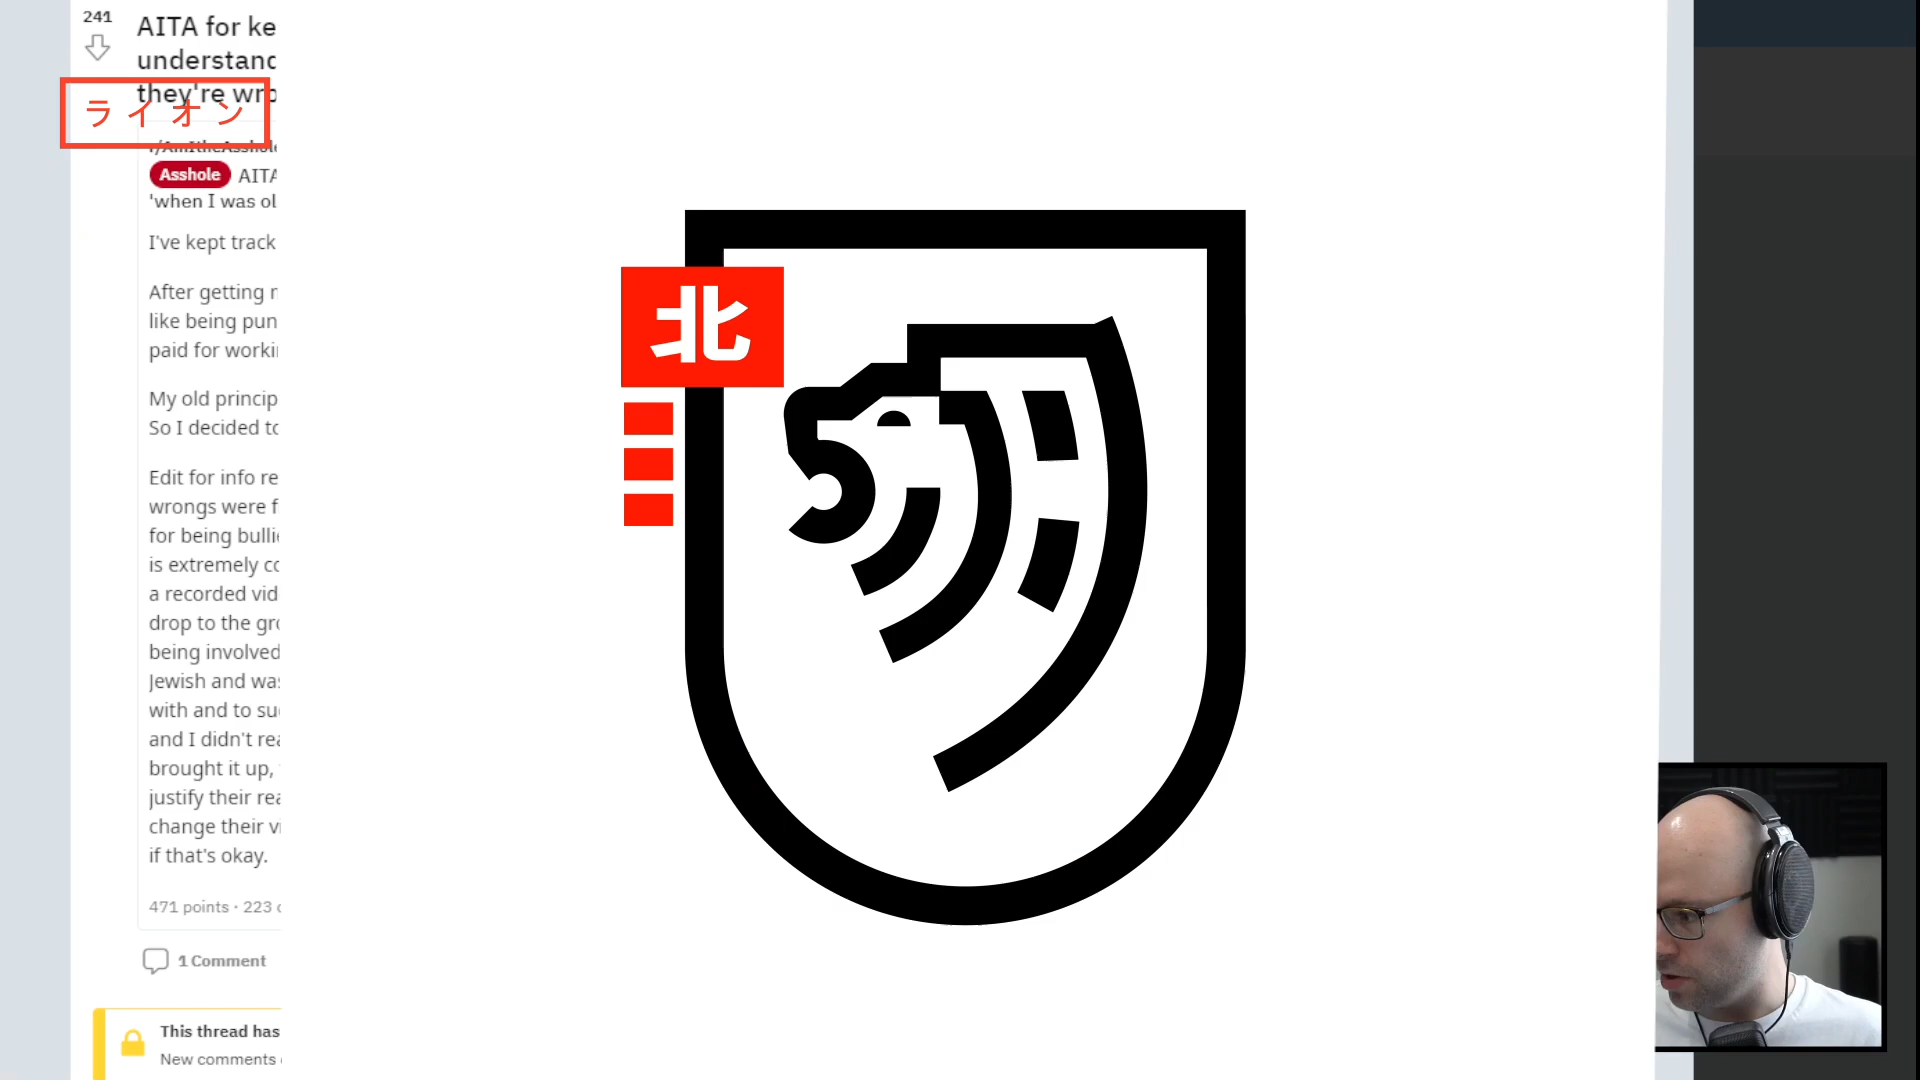 241
AITA for ke
understand
they're wro
ライオン
r/AmItheAsshole
Asshole AITA
'when I was ol
I've kept track
After getting r
like being pun
paid for worki
My old princip
So I decided to
Edit for info re
wrongs were f
for being bulli
is extremely co
a recorded vid
drop to the gro
being involved
Jewish and was
with and to su
and I didn't rea
brought it up,
justify their rea
change their vi
if that's okay.
471 points · 223 c
1 Comment
This thread has
New comments
北